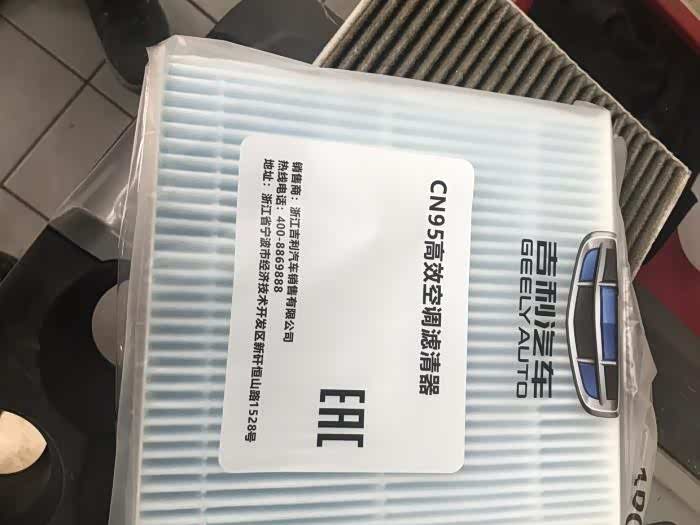 吉利汽车
GEELY AUTO
CN95高效空调滤清器
销售商：浙江吉利汽车销售有限公司
热线电话：400-8869888
地址：浙江省宁波市经济技术开发区新矸恒山路1528号
EAC